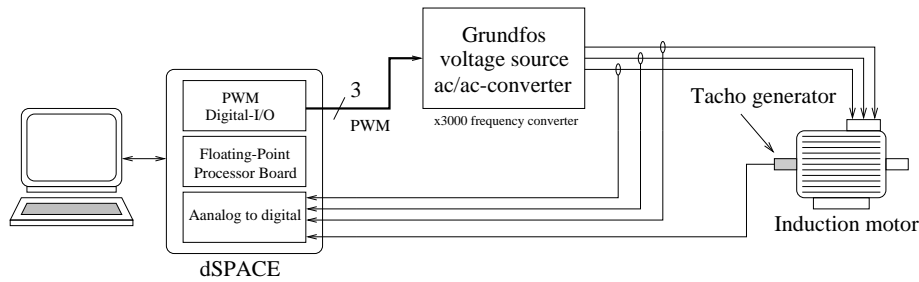 Grundfos
voltage source
ac/ac-converter
x3000 frequency converter
3
PWM
PWM
Digital-I/O
Floating-Point
Processor Board
Aanalog to digital
dSPACE
Tacho generator
Induction motor